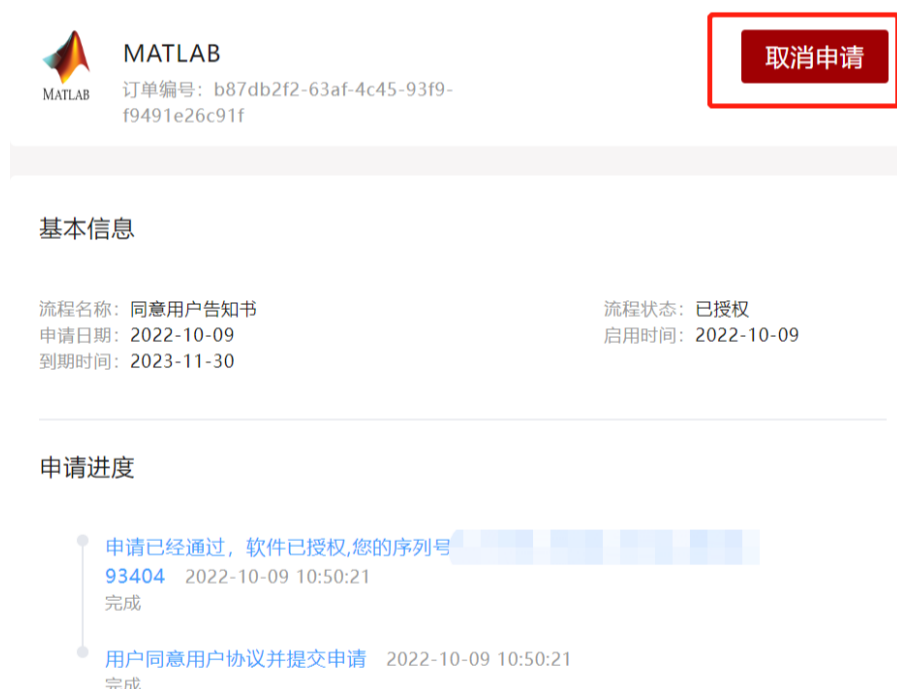 MATLAB
取消申请
MATLAB
订单编号：b87db2f2-63af-4c45-93f9-
f9491e26c91f
基本信息
流程名称：同意用户告知书
流程状态：已授权
申请日期：2022-10-09
启用时间：2022-10-09
到期时间：2023-11-30
申请进度
申请已经通过，软件已授权,您的序列号
93404 2022-10-09 10:50:21
完成
用户同意用户协议并提交申请 2022-10-09 10:50:21
完成